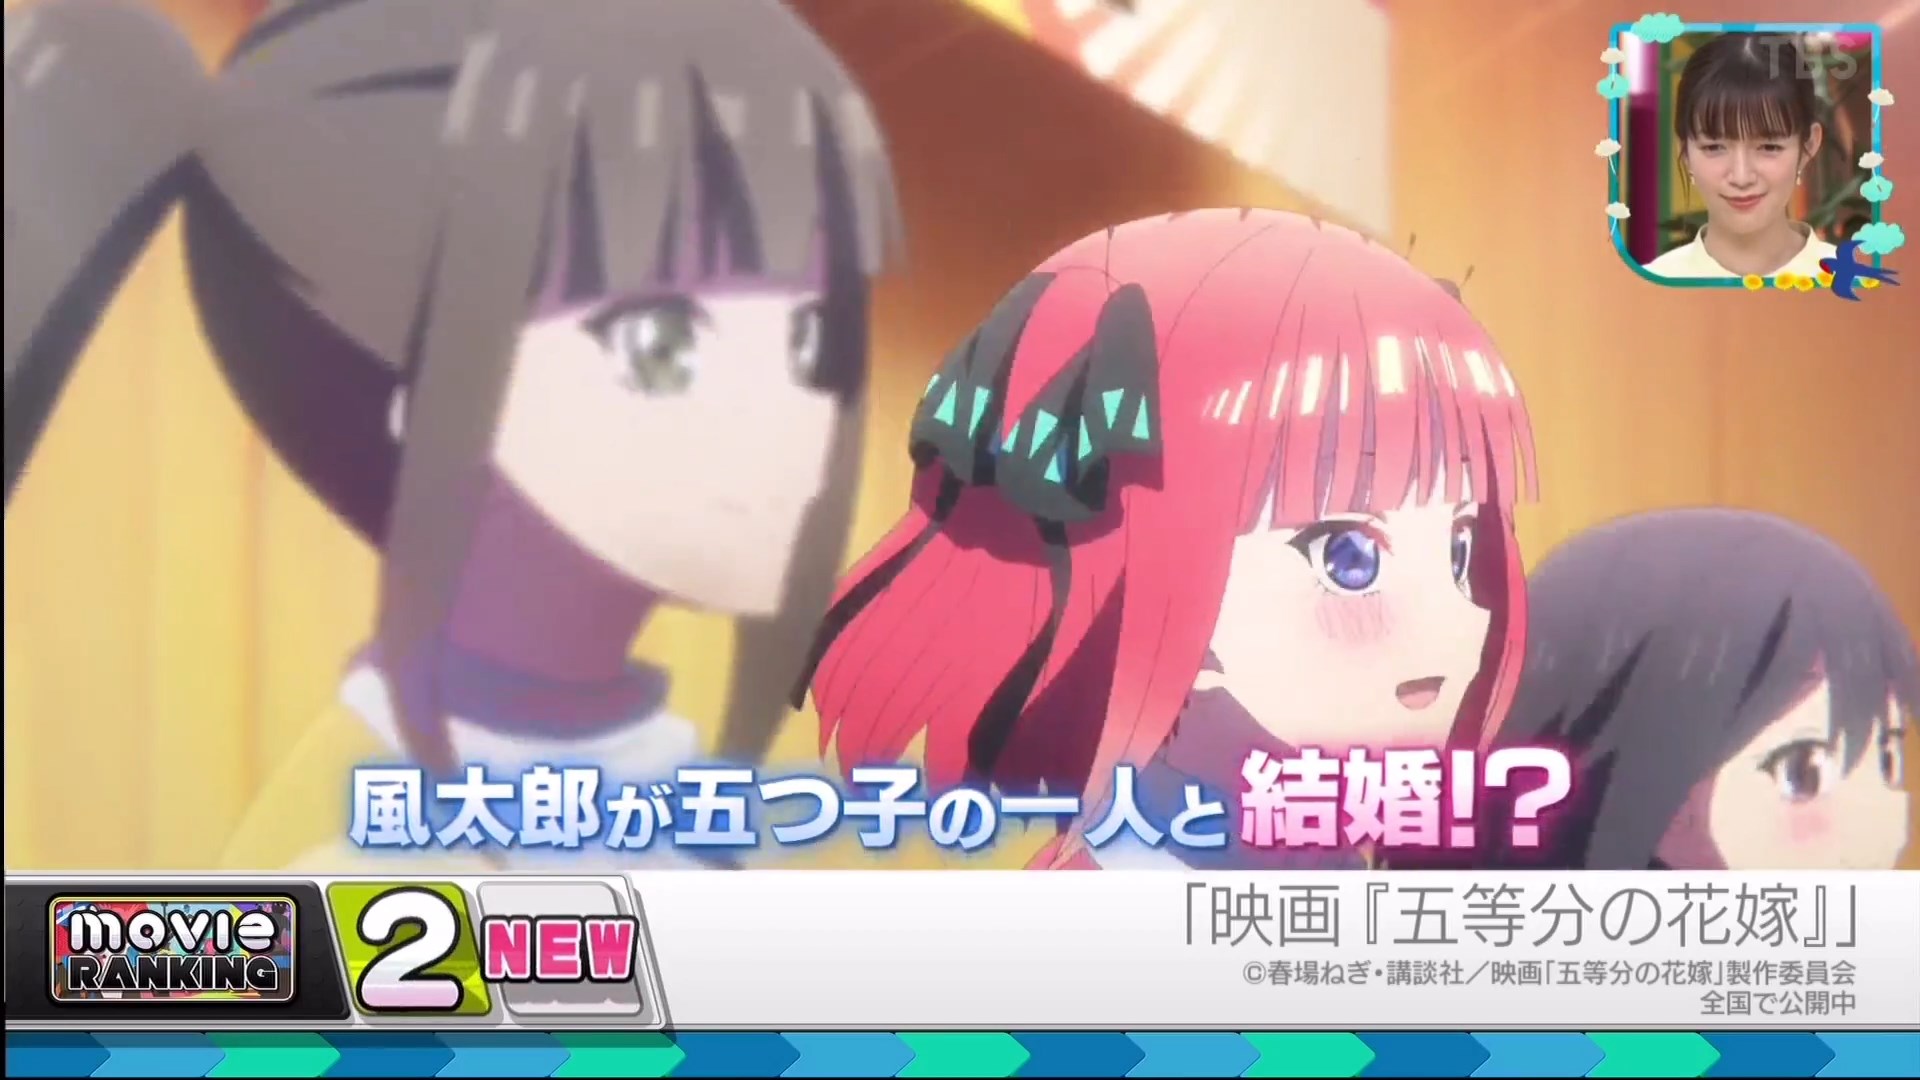 TBS
風太郎が五つ子の一人と結婚!?
movie
RANKING
2
NEW
「映画『五等分の花嫁』」
©春場ねぎ・講談社／映画「五等分の花嫁」製作委員会
全国で公開中